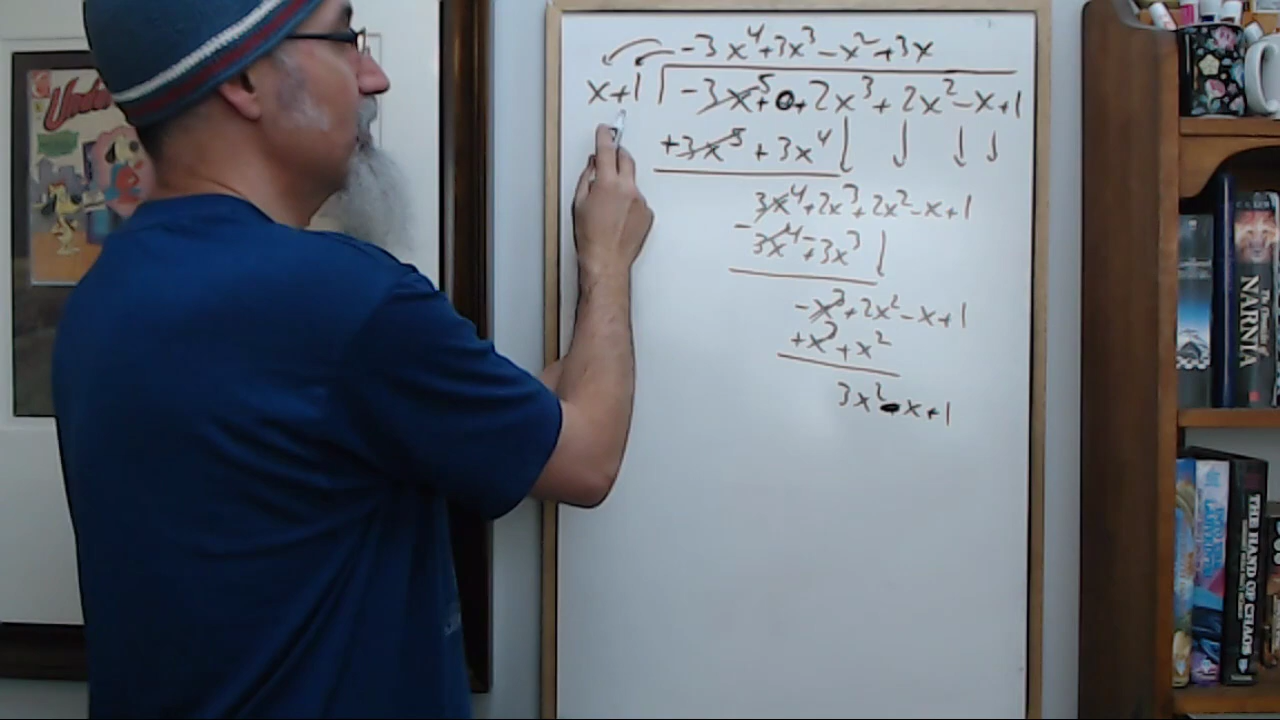 -3x⁴+3x³-x²+3x
x+1 -3x⁵+0+2x³+2x²-x+1
+3x⁵+3x⁴
3x⁴+2x³+2x²-x+1
-3x⁴+3x³
-x³+2x²-x+1
+x³+x²
3x²-x+1
Unde
NARNIA
THE HAND OF CHAOS